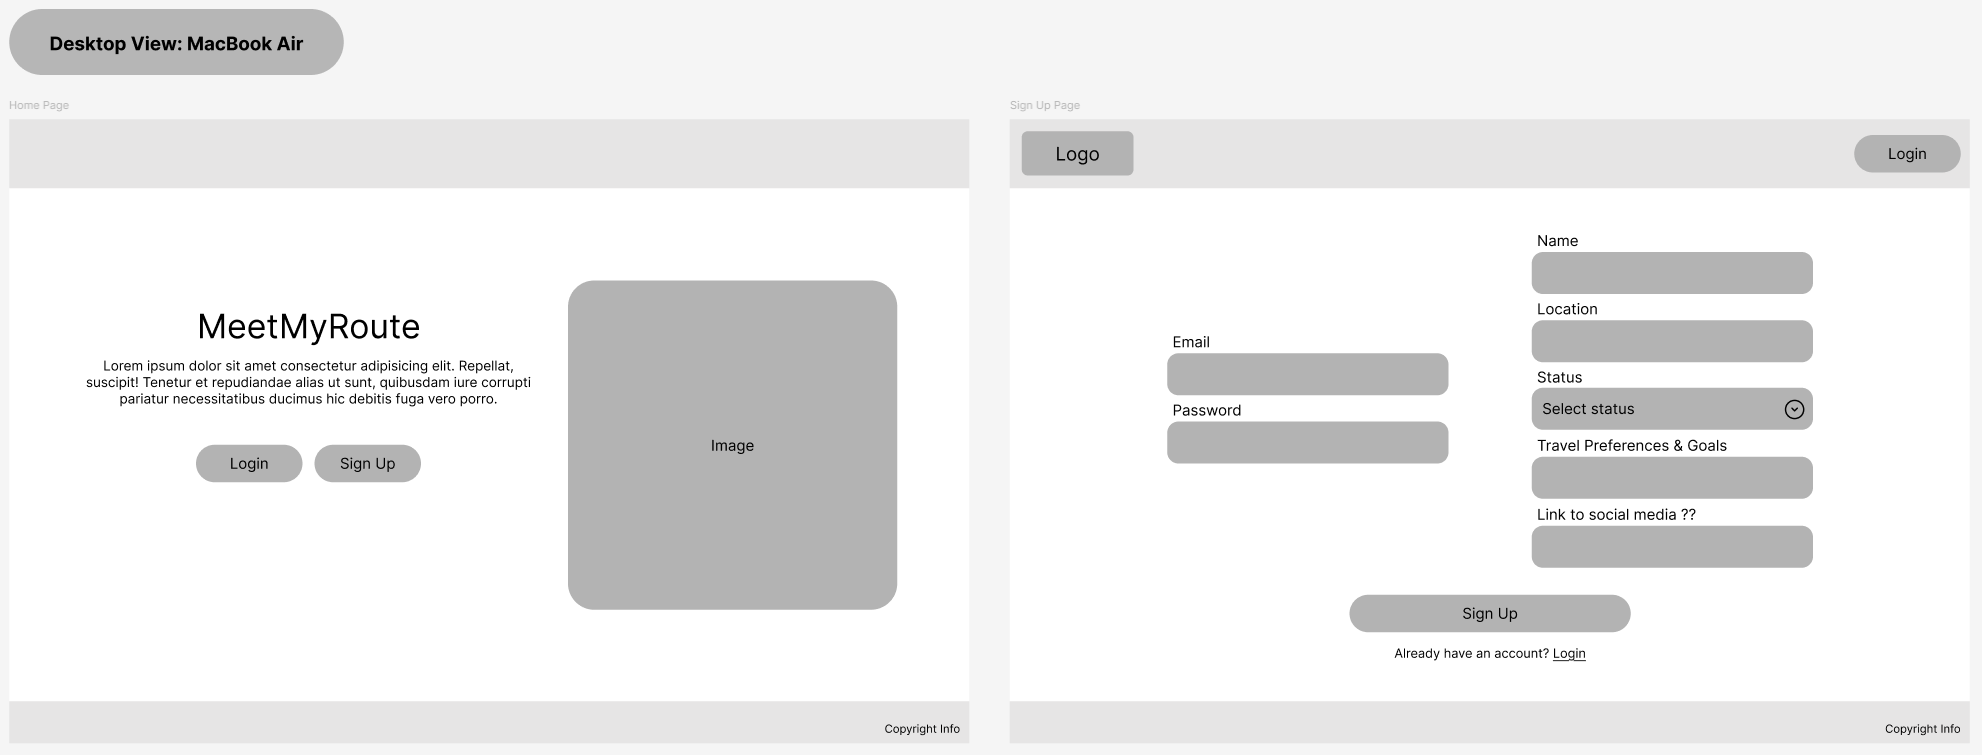 Desktop View: MacBook Air
Home Page
MeetMyRoute
Lorem ipsum dolor sit amet consectetur adipisicing elit. Repellat,
suscipit! Tenetur et repudiandae alias ut sunt, quibusdam iure corrupti
pariatur necessitatibus ducimus hic debitis fuga vero porro.
Login
Sign Up
Image
Copyright Info
Sign Up Page
Logo
Login
Email
Password
Name
Location
Status
Select status
Travel Preferences & Goals
Link to social media ??
Sign Up
Already have an account? Login
Copyright Info